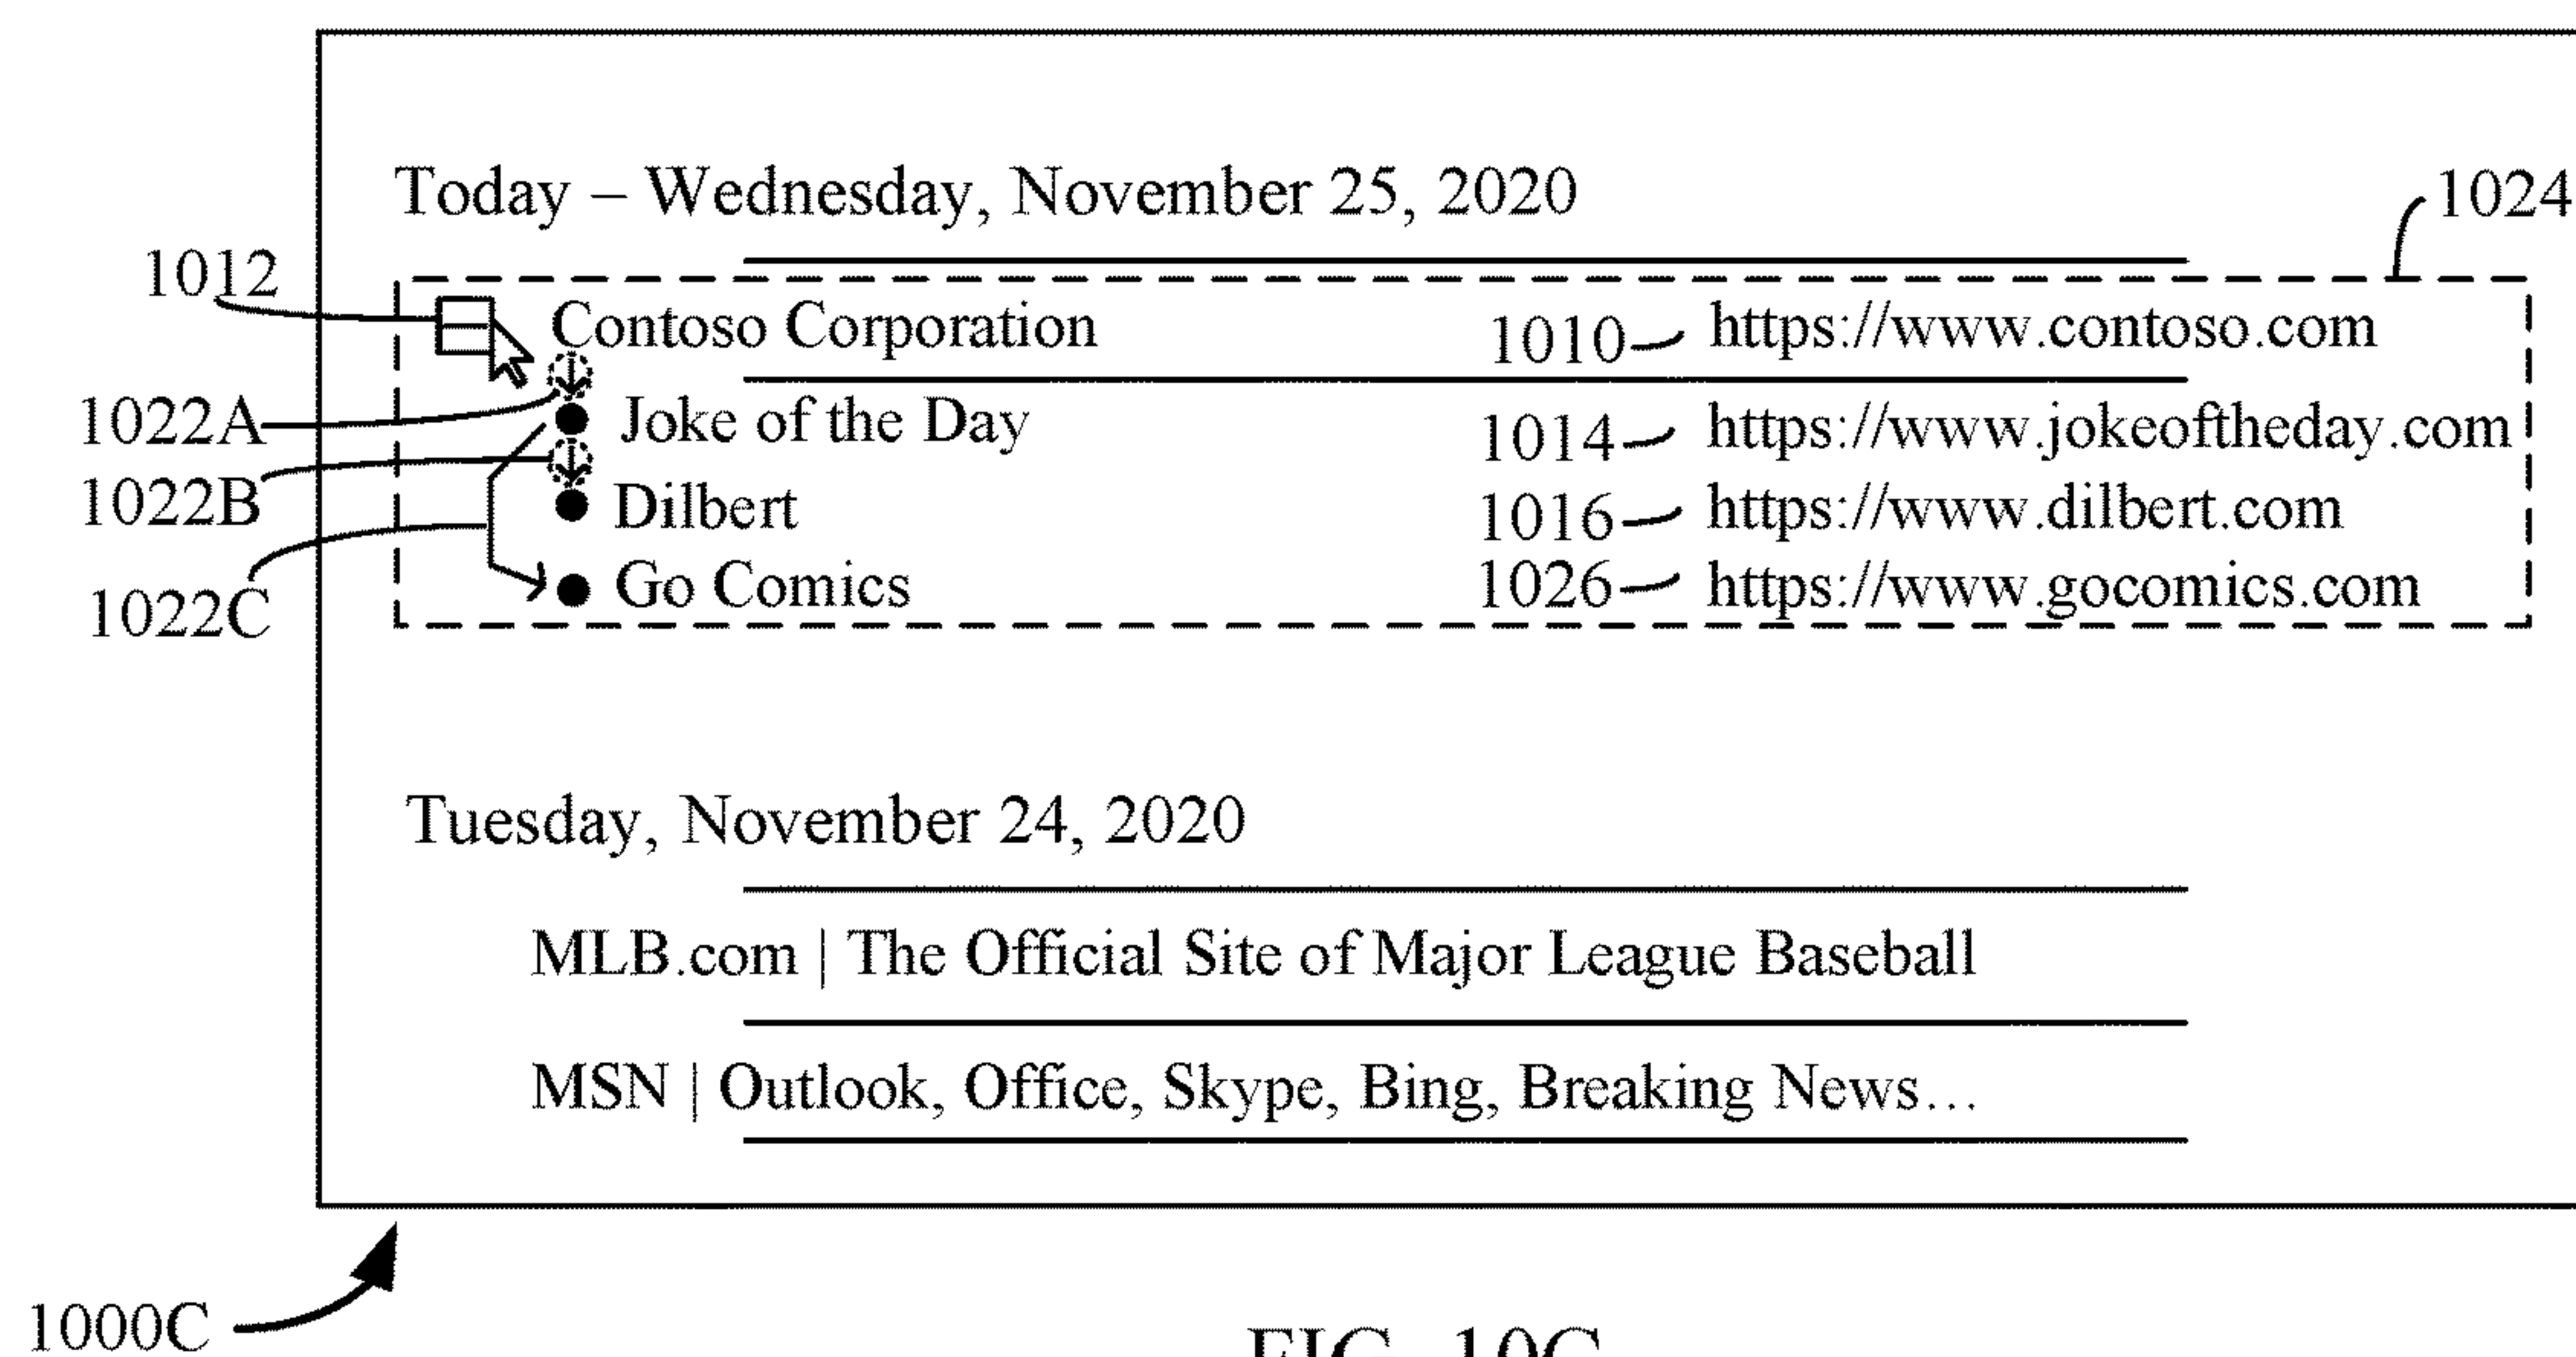 Today – Wednesday, November 25, 2020
1024
1012
Contoso Corporation 1010 https://www.contoso.com
1022A Joke of the Day 1014 https://www.jokeoftheday.com
1022B Dilbert 1016 https://www.dilbert.com
1022C Go Comics 1026 https://www.gocomics.com
Tuesday, November 24, 2020
MLB.com | The Official Site of Major League Baseball
MSN | Outlook, Office, Skype, Bing, Breaking News…
1000C
FIG. 10C